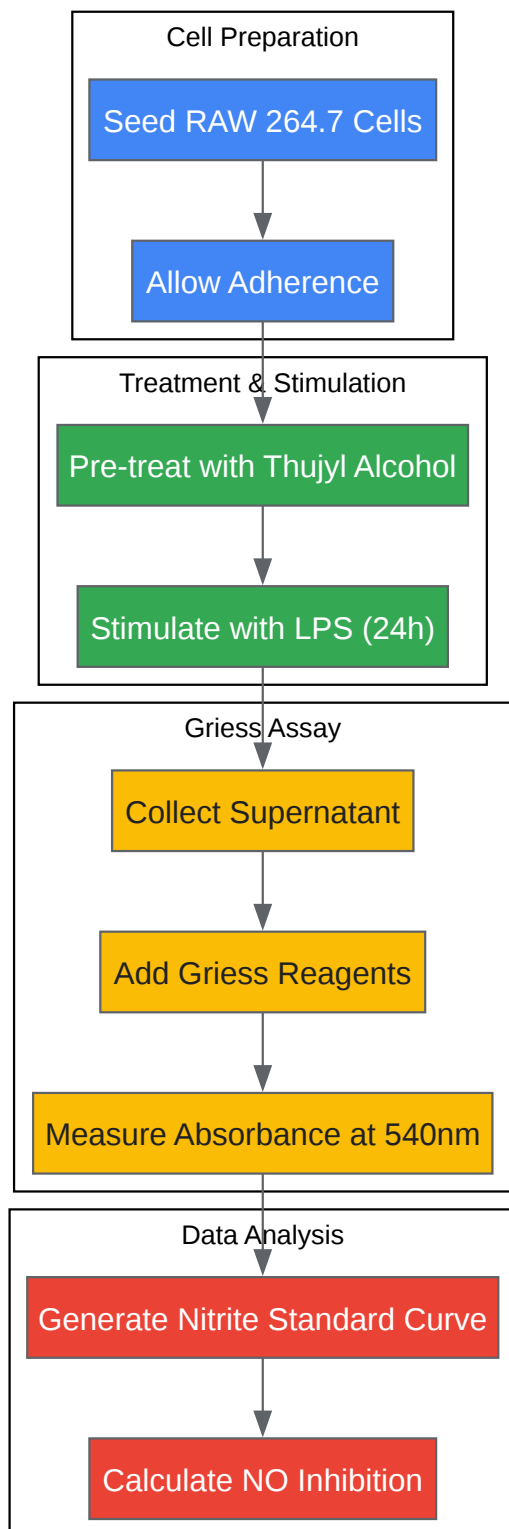 Cell Preparation
Seed RAW 264.7 Cells
Allow Adherence
Treatment & Stimulation
Pre-treat with Thujyl Alcohol
Stimulate with LPS (24h)
Griess Assay
Collect Supernatant
Add Griess Reagents
Measure Absorbance at 540nm
Data Analysis
Generate Nitrite Standard Curve
Calculate NO Inhibition